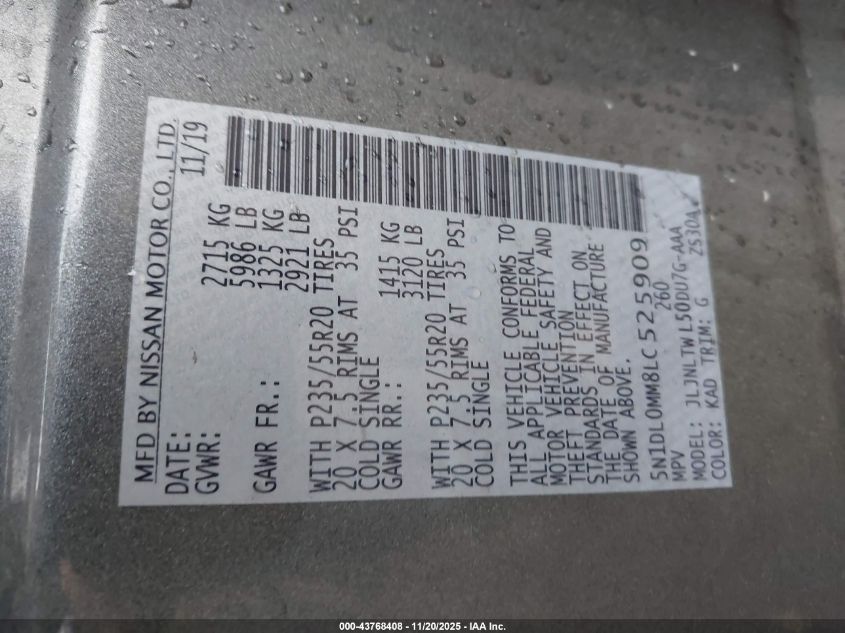 MFD BY NISSAN MOTOR CO., LTD.
DATE: 11/19
GVWR: 2715 KG
5986 LB
GAWR FR.: 1325 KG
2921 LB
WITH P235/55R20 TIRES
20 X 7.5 RIMS AT 35 PSI
COLD SINGLE
GAWR RR.: 1415 KG
3120 LB
WITH P235/55R20 TIRES
20 X 7.5 RIMS AT 35 PSI
COLD SINGLE
THIS VEHICLE CONFORMS TO
ALL APPLICABLE FEDERAL
MOTOR VEHICLE SAFETY AND
THEFT PREVENTION
STANDARDS IN EFFECT ON
THE DATE OF MANUFACTURE
SHOWN ABOVE.
5N1DL0MM8LC525909
MPV 260
MODEL: JLJNLTWL50DU7G-AAA
COLOR: KAD TRIM: G ZS30A
000-43768408 - 11/20/2025 - IAA Inc.